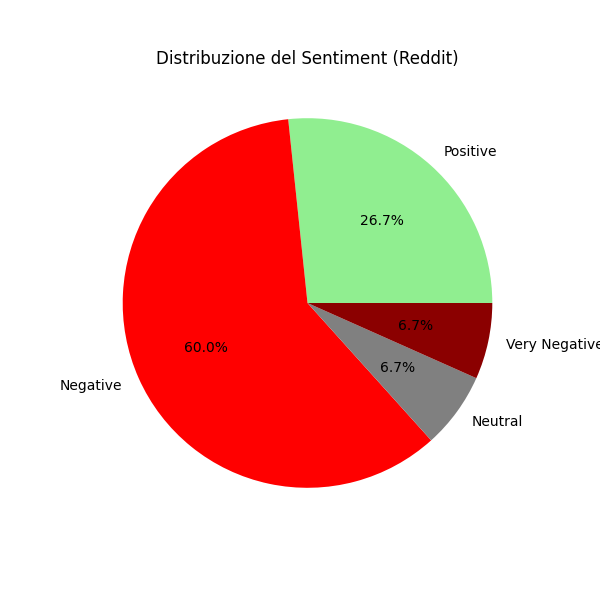 Distribuzione del Sentiment (Reddit)
Positive
26.7%
60.0%
Negative
6.7%
Very Negative
6.7%
Neutral